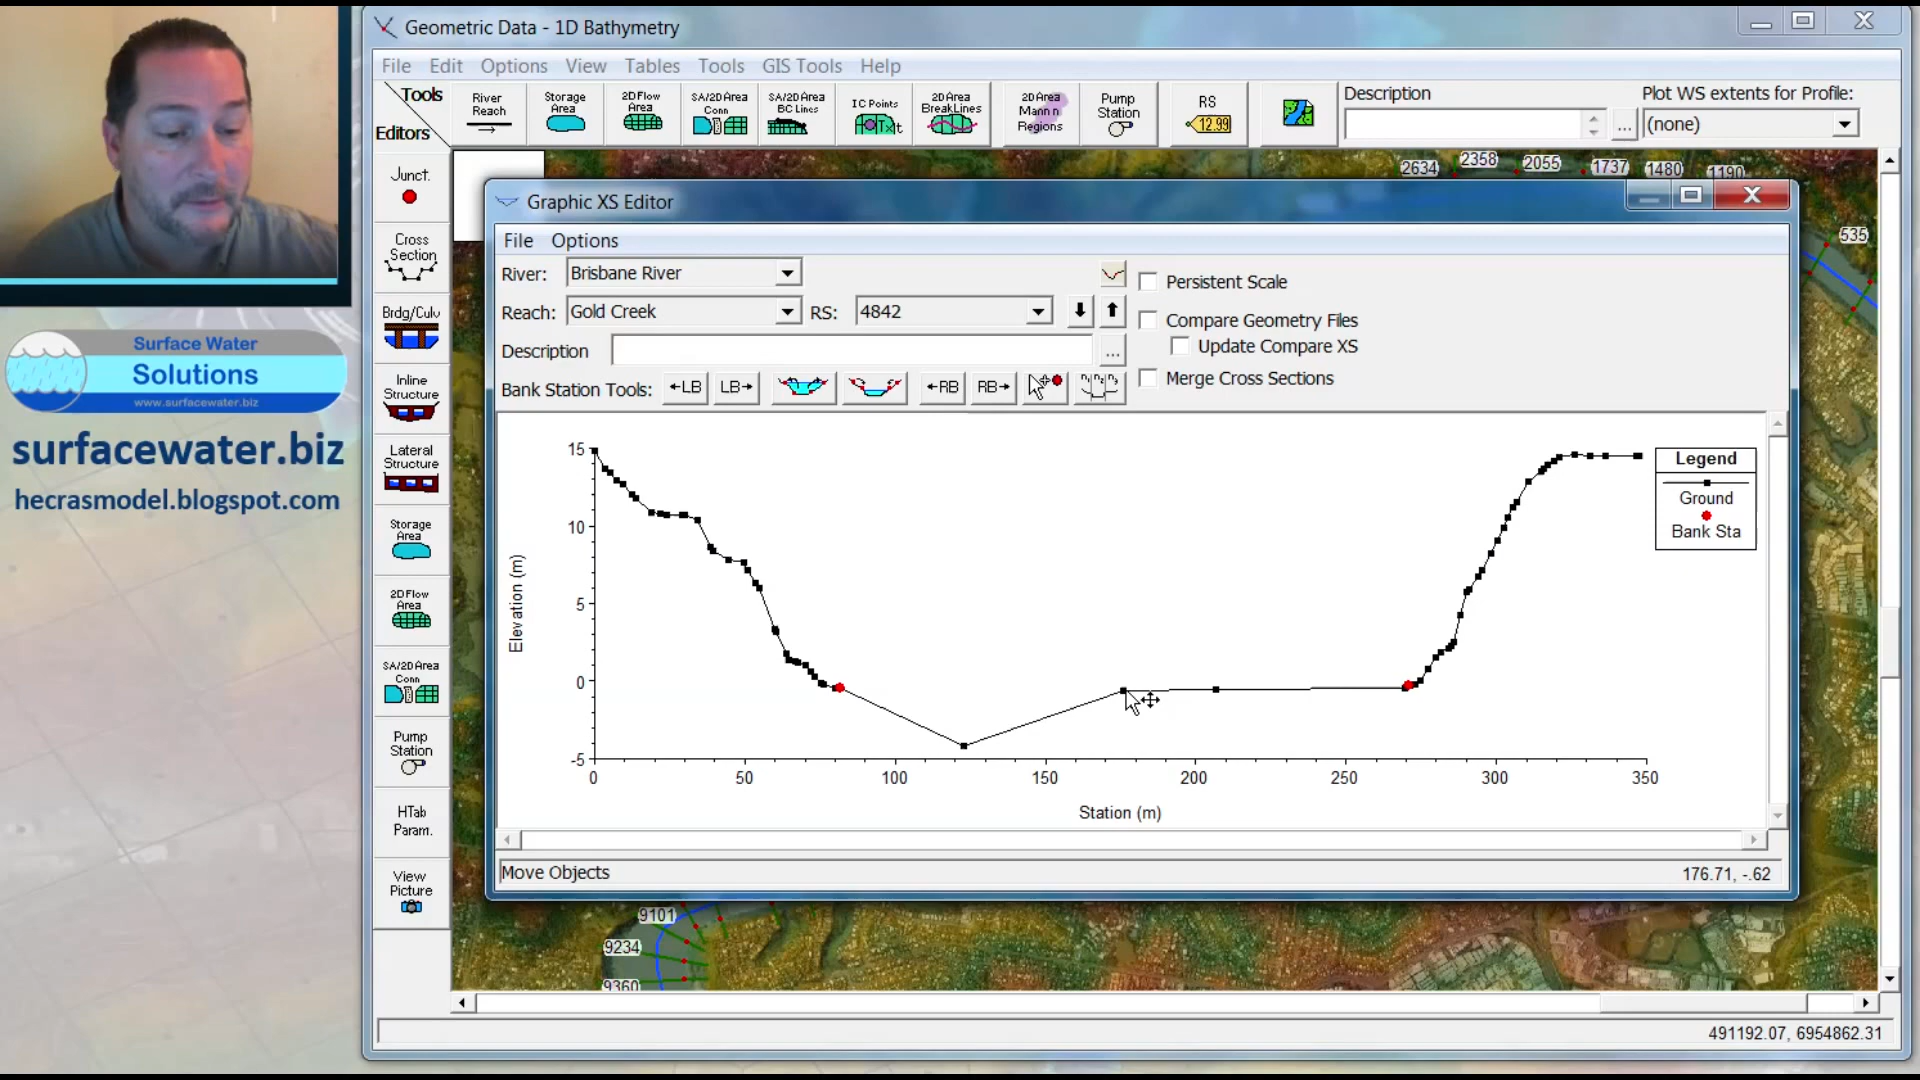 Geometric Data - 1D Bathymetry
File Edit Options View Tables Tools GIS Tools Help
Tools
Editors
River
Reach
Storage
Area
2D Flow
Area
SA/2D Area
Conn
SA/2D Area
BC Lines
IC Points
2D Area
BreakLines
2D Area
Mann n
Regions
Pump
Station
RS
12.99
Description
...
Plot WS extents for Profile:
(none)
Junct.
Cross
Section
Brdg/Culv
Inline
Structure
Lateral
Structure
Storage
Area
2D Flow
Area
SA/2D Area
Conn
Pump
Station
HTab
Param.
View
Picture
Surface Water
Solutions
www.surfacewater.biz
surfacewater.biz
hecrasmodel.blogspot.com
2634 2358 2055 1737 1480 1190
535
Graphic XS Editor
File Options
River: Brisbane River
Reach: Gold Creek RS: 4842
Description ...
Bank Station Tools: LB LB RB RB
Persistent Scale
Compare Geometry Files
Update Compare XS
Merge Cross Sections
15
10
5
0
-5
Elevation (m)
0 50 100 150 200 250 300 350
Station (m)
Legend
Ground
Bank Sta
Move Objects
176.71, -.62
9101
9234
9360
491192.07, 6954862.31